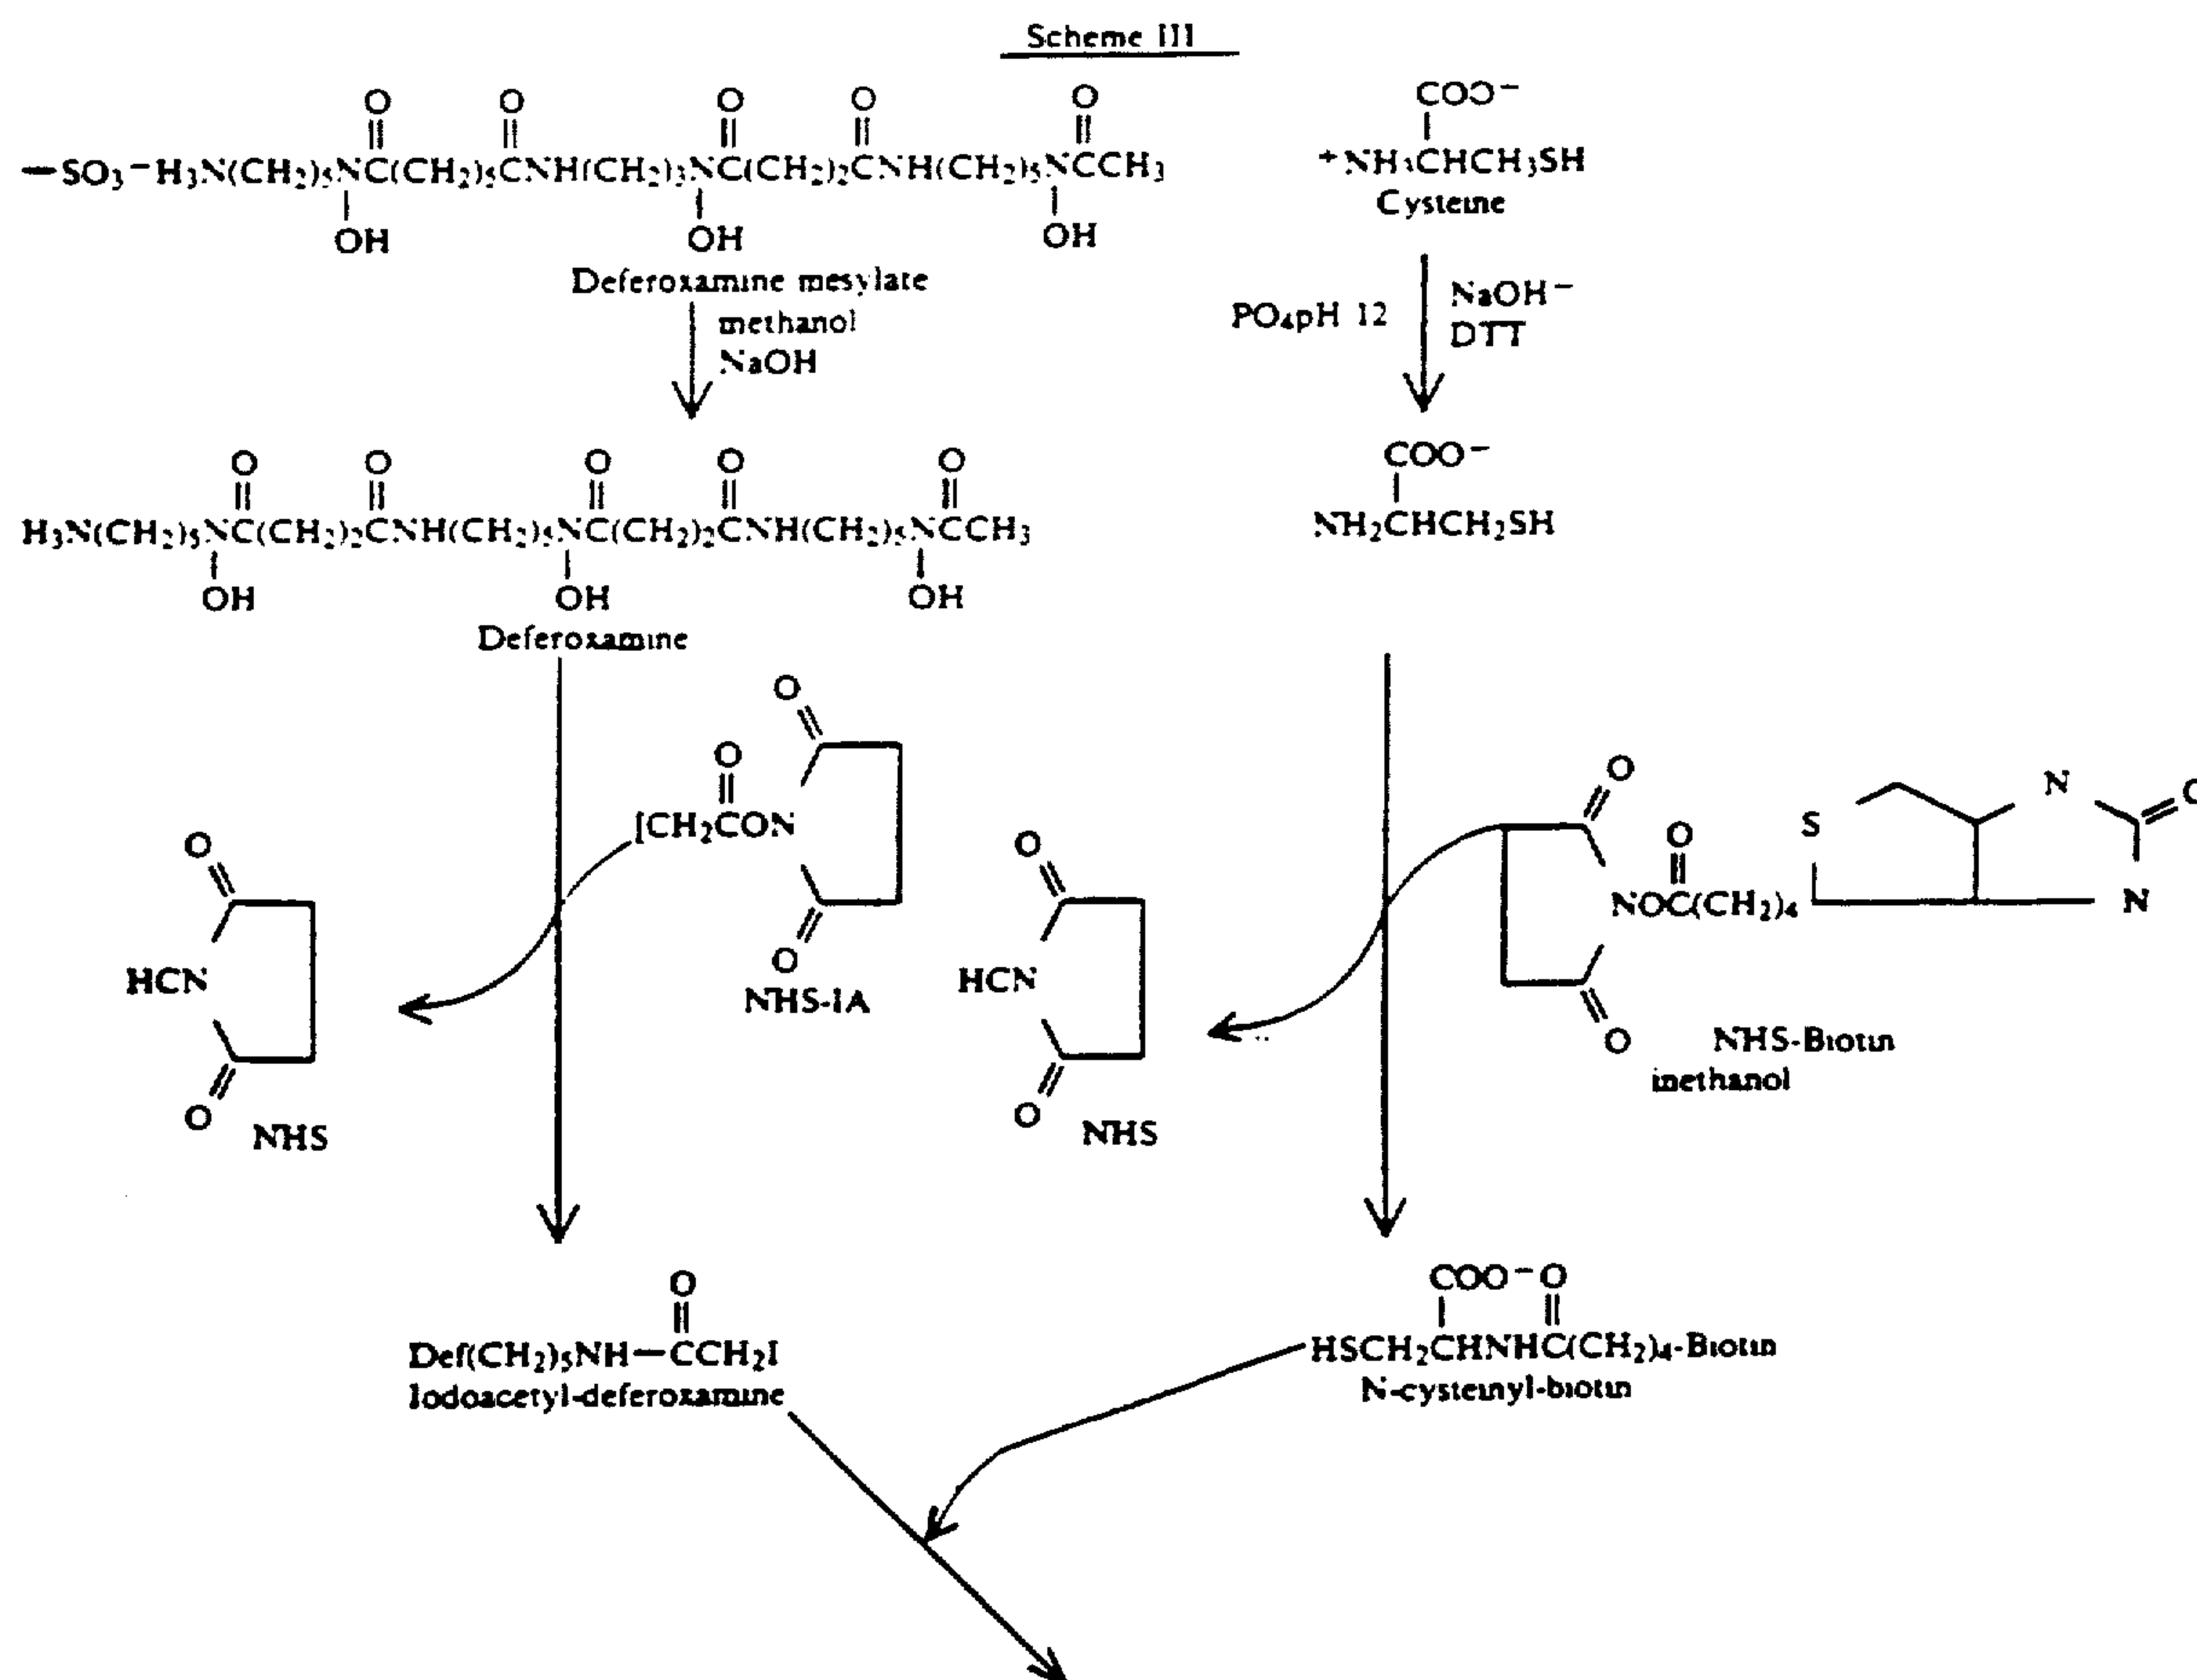 Scheme III
O O O O O
—SO₃–H₃N(CH₂)₅NC(CH₂)₅CNH(CH₂)₃NC(CH₂)₂CNH(CH₂)₅NCCH₃
OH OH OH
Deferoxamine mesylate
methanol
NaOH
COO⁻
⁺NH₃CHCH₃SH
Cysteine
PO₄pH 12
NaOH⁻
DTT
O O O O O
H₃N(CH₂)₅NC(CH₂)₂CNH(CH₂)₅NC(CH₂)₂CNH(CH₂)₅NCCH₃
OH OH OH
Deferoxamine
COO⁻
NH₂CHCH₂SH
O
O
[CH₂CON
O
NHS-IA
O
HCN
O
NHS
O
HCN
O
NHS
O
O
NOC(CH₂)₄
O
S
N
O
N
NHS-Biotin
methanol
O
Def(CH₂)₅NH—CCH₂I
Iodoacetyl-deferoxamine
COO⁻ O
HSCH₂CHNHC(CH₂)₄-Biotin
N-cysteinyl-biotin